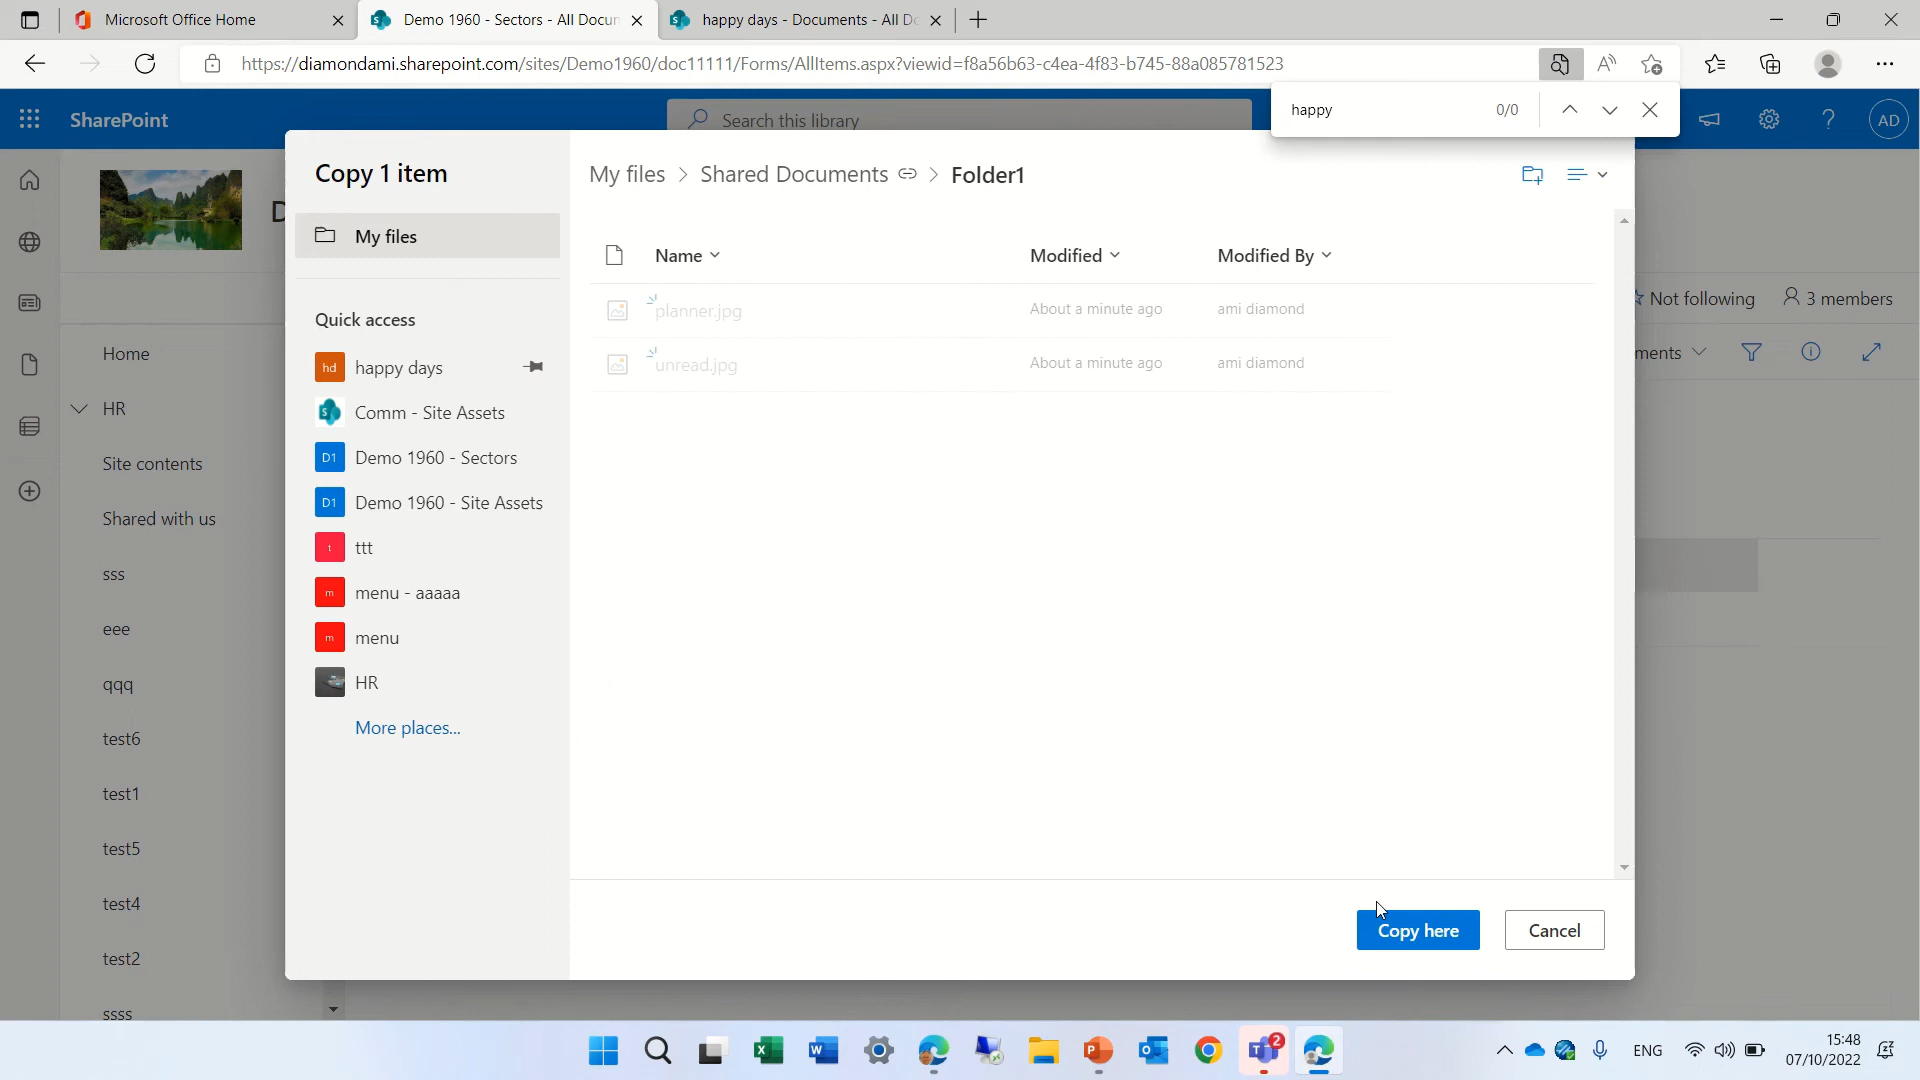 Microsoft Office Home
Demo 1960 - Sectors - All Docun
happy days - Documents - All Do
https://diamondami.sharepoint.com/sites/Demo1960/doc11111/Forms/AllItems.aspx?viewid=f8a56b63-c4ea-4f83-b745-88a085781523
happy
0/0
SharePoint
Search this library
AD
Copy 1 item
My files > Shared Documents > Folder1
My files
Name
Modified
Modified By
planner.jpg
About a minute ago
ami diamond
unread.jpg
About a minute ago
ami diamond
Quick access
hd happy days
S Comm - Site Assets
D1 Demo 1960 - Sectors
D1 Demo 1960 - Site Assets
t ttt
m menu - aaaaa
m menu
HR
More places...
D
Not following
3 members
ments
Home
HR
Site contents
Shared with us
sss
eee
qqq
test6
test1
test5
test4
test2
ssss
Copy here
Cancel
2
ENG
15:48
07/10/2022